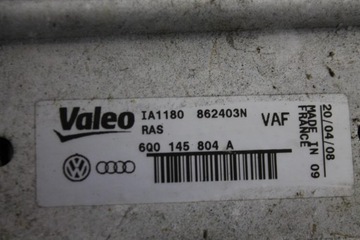 Valeo
IA1180 862403N
RAS
VAF
6Q0 145 804 A
20/04/08
MADE IN
FRANCE 09